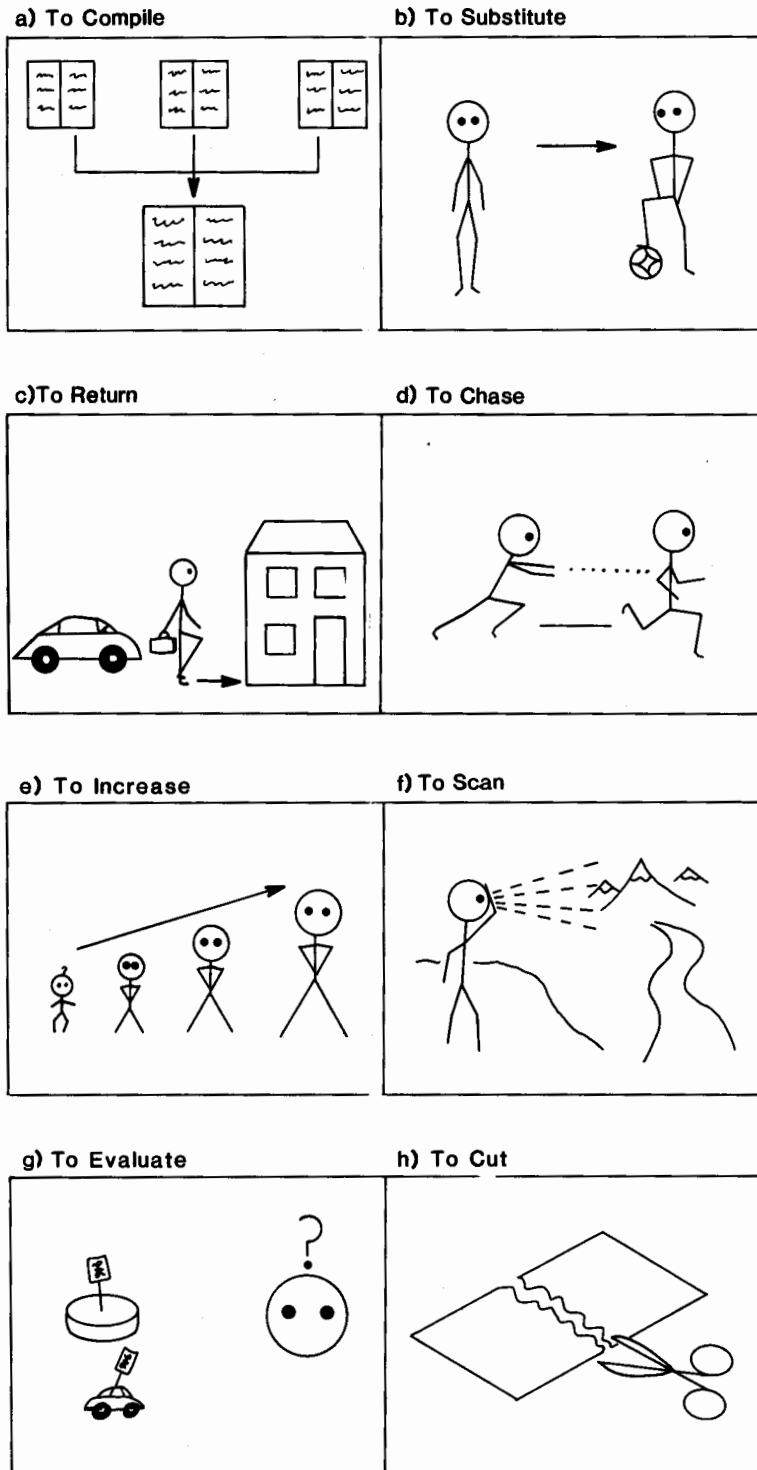 a) To Compile
b) To Substitute
c)To Return
d) To Chase
e) To Increase
f) To Scan
g) To Evaluate
h) To Cut
?